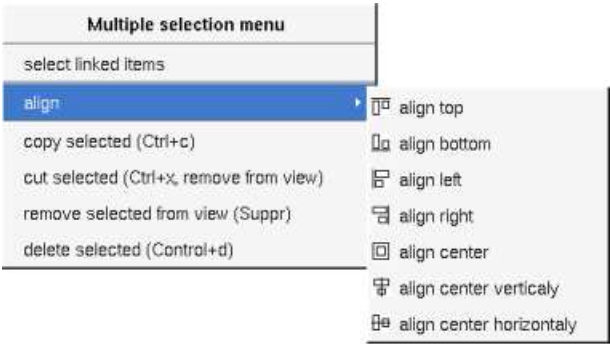 Multiple selection menu
select linked items
align
copy selected (Ctrl+c)
cut selected (Ctrl+x, remove from view)
remove selected from view (Suppr)
delete selected (Control+d)
align top
align bottom
align left
align right
align center
align center verticaly
align center horizontaly